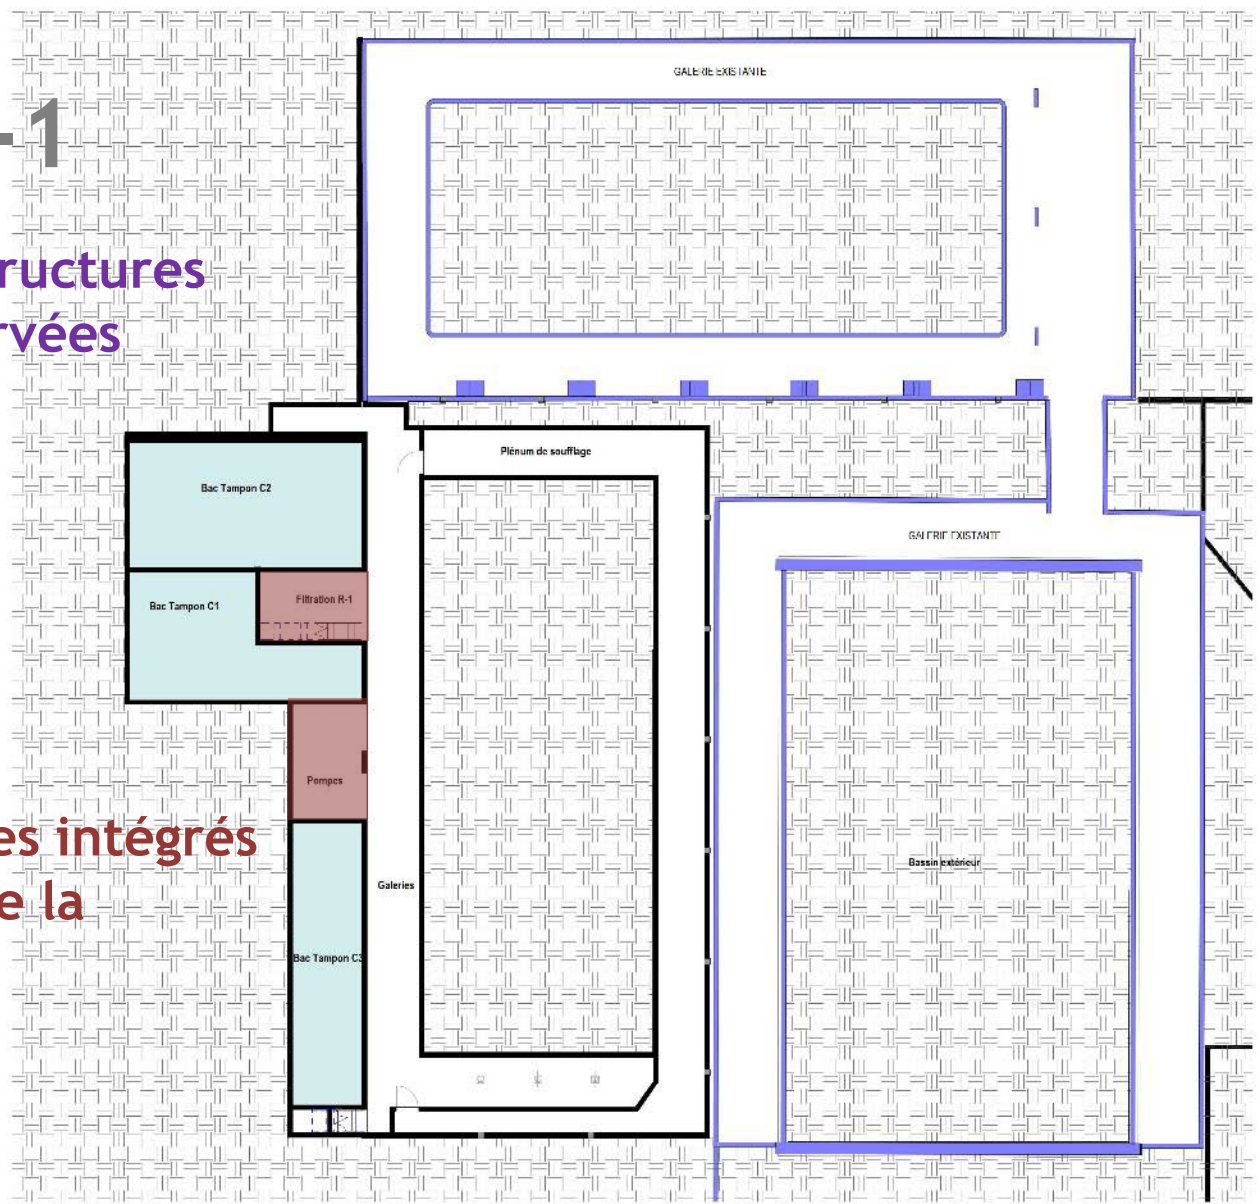 GALERIE EXISTANTE
-1
ructures
rvées
Plénum de soufflage
Bac Tampon C2
GALERIE EXISTANTE
Filtration R-1
Bac Tampon C1
Pompes
es intégrés
Bassin extérieur
e la
Galeries
Bac Tampon C3